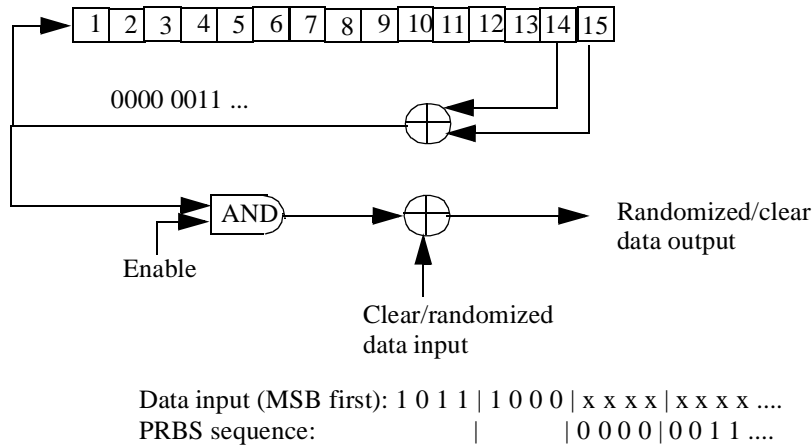 1 2 3 4 5 6 7 8 9 10 11 12 13 14 15
0000 0011 ...
AND
Enable
Randomized/clear
data output
Clear/randomized
data input
Data input (MSB first): 1 0 1 1 | 1 0 0 0 | x x x x | x x x x ....
PRBS sequence: | | 0 0 0 0 | 0 0 1 1 ....